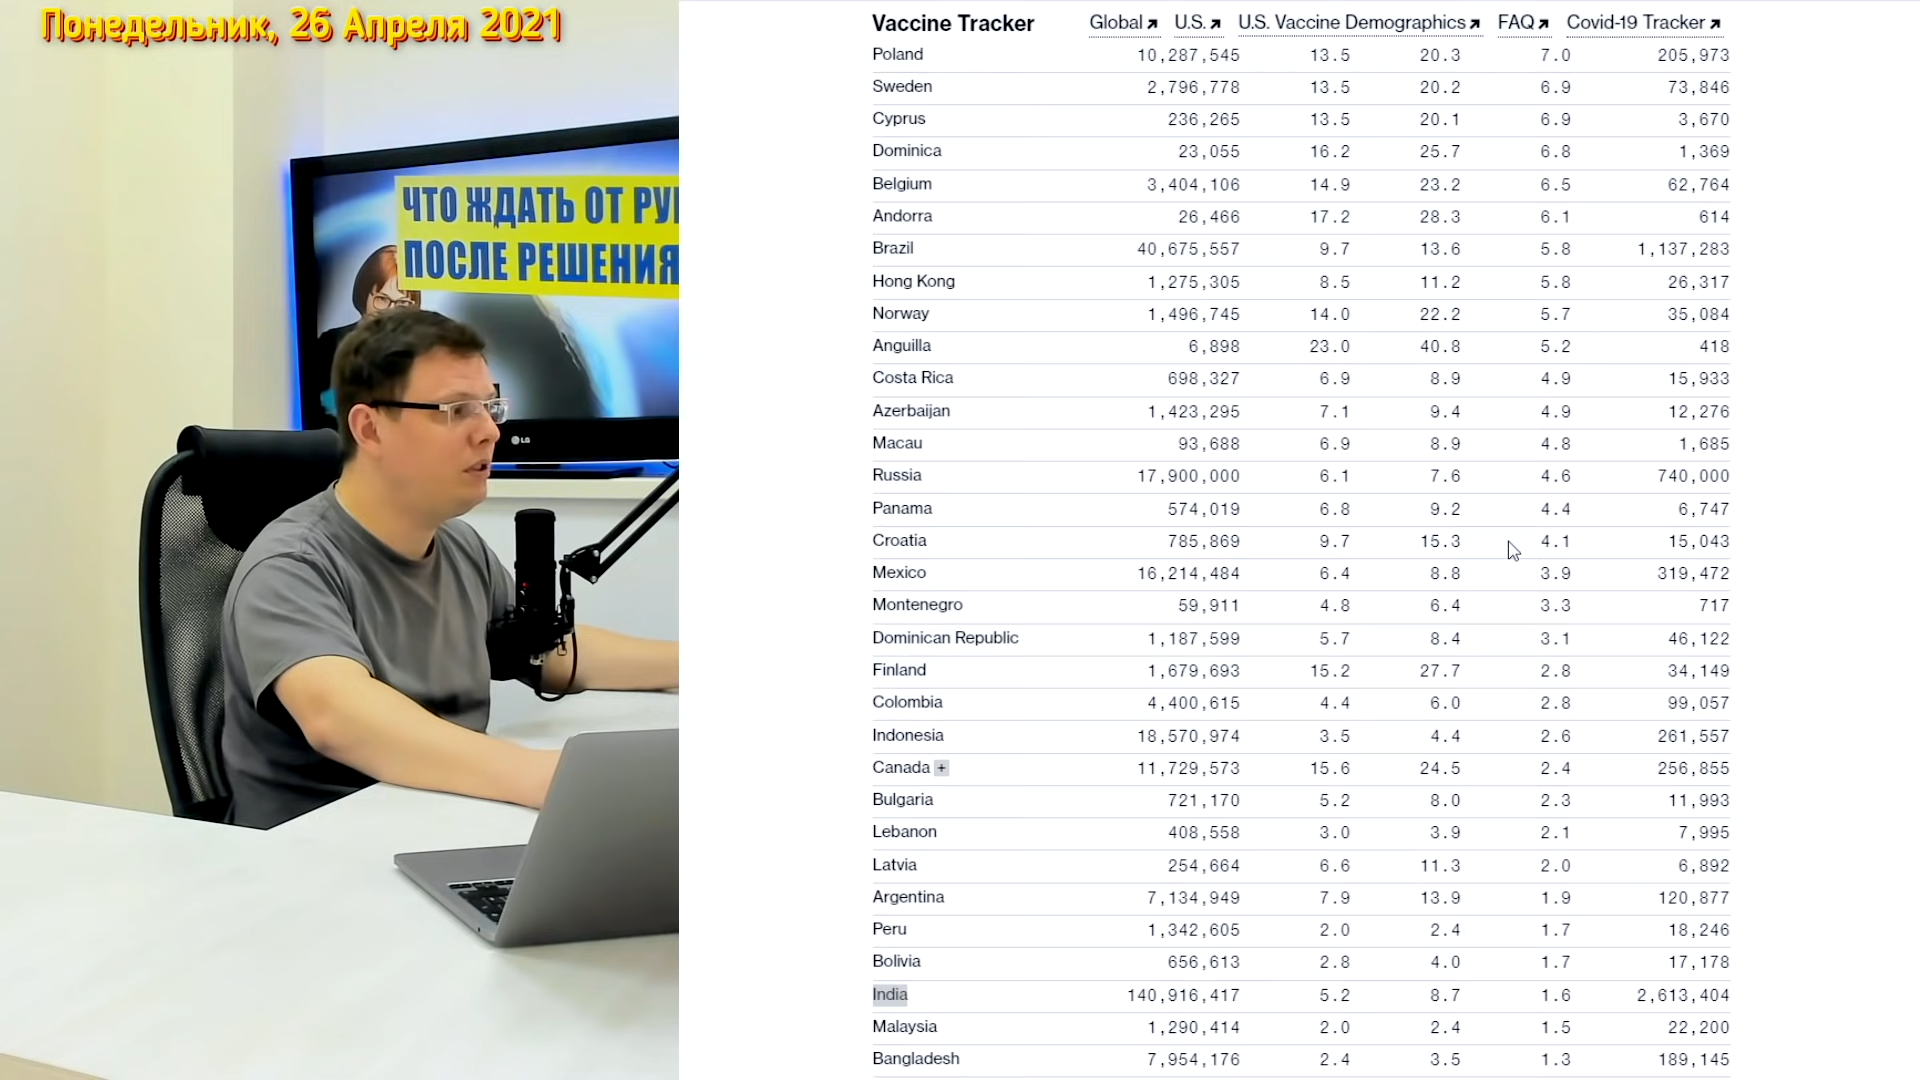 Понедельник, 26 Апреля 2021
ЧТО ЖДАТЬ ОТ
ПОСЛЕ РЕШЕНИЯ
LG
Vaccine Tracker Global U.S. U.S. Vaccine Demographics FAQ Covid-19 Tracker
Poland 10,287,545 13.5 20.3 7.0 205,973
Sweden 2,796,778 13.5 20.2 6.9 73,846
Cyprus 236,265 13.5 20.1 6.9 3,670
Dominica 23,055 16.2 25.7 6.8 1,369
Belgium 3,404,106 14.9 23.2 6.5 62,764
Andorra 26,466 17.2 28.3 6.1 614
Brazil 40,675,557 9.7 13.6 5.8 1,137,283
Hong Kong 1,275,305 8.5 11.2 5.8 26,317
Norway 1,496,745 14.0 22.2 5.7 35,084
Anguilla 6,898 23.0 40.8 5.2 418
Costa Rica 698,327 6.9 8.9 4.9 15,933
Azerbaijan 1,423,295 7.1 9.4 4.9 12,276
Macau 93,688 6.9 8.9 4.8 1,685
Russia 17,900,000 6.1 7.6 4.6 740,000
Panama 574,019 6.8 9.2 4.4 6,747
Croatia 785,869 9.7 15.3 4.1 15,043
Mexico 16,214,484 6.4 8.8 3.9 319,472
Montenegro 59,911 4.8 6.4 3.3 717
Dominican Republic 1,187,599 5.7 8.4 3.1 46,122
Finland 1,679,693 15.2 27.7 2.8 34,149
Colombia 4,400,615 4.4 6.0 2.8 99,057
Indonesia 18,570,974 3.5 4.4 2.6 261,557
Canada + 11,729,573 15.6 24.5 2.4 256,855
Bulgaria 721,170 5.2 8.0 2.3 11,993
Lebanon 408,558 3.0 3.9 2.1 7,995
Latvia 254,664 6.6 11.3 2.0 6,892
Argentina 7,134,949 7.9 13.9 1.9 120,877
Peru 1,342,605 2.0 2.4 1.7 18,246
Bolivia 656,613 2.8 4.0 1.7 17,178
India 140,916,417 5.2 8.7 1.6 2,613,404
Malaysia 1,290,414 2.0 2.4 1.5 22,200
Bangladesh 7,954,176 2.4 3.5 1.3 189,145